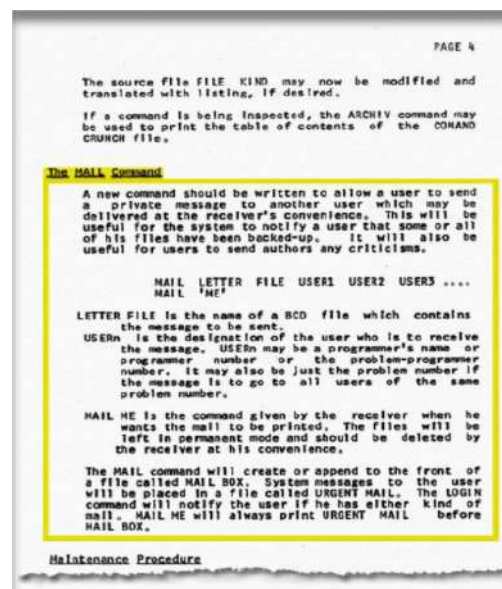 PAGE 4
The source file FILE KIND may now be modified and
translated with listing, if desired.
If a command is being inspected, the ARCHIV command may
be used to print the table of contents of the COMAND
CRUNCH file.
The MAIL Command
A new command should be written to allow a user to send
a private message to another user which may be
delivered at the receiver's convenience. This will be
useful for the system to notify a user that some or all
of his files have been backed-up. It will also be
useful for users to send authors any criticisms.
MAIL LETTER FILE USER1 USER2 USER3 ....
MAIL 'ME'
LETTER FILE is the name of a BCD file which contains
the message to be sent.
USERn is the designation of the user who is to receive
the message. USERn may be a programmer's name or
programmer number or the problem-programmer
number. It may also be just the problem number if
the message is to go to all users of the same
problem number.
MAIL ME is the command given by the receiver when he
wants the mail to be printed. The files will be
left in permanent mode and should be deleted by
the receiver at his convenience.
The MAIL command will create or append to the front of
a file called MAIL BOX. System messages to the user
will be placed in a file called URGENT MAIL. The LOGIN
command will notify the user if he has either kind of
mail. MAIL ME will always print URGENT MAIL before
MAIL BOX.
Maintenance Procedure